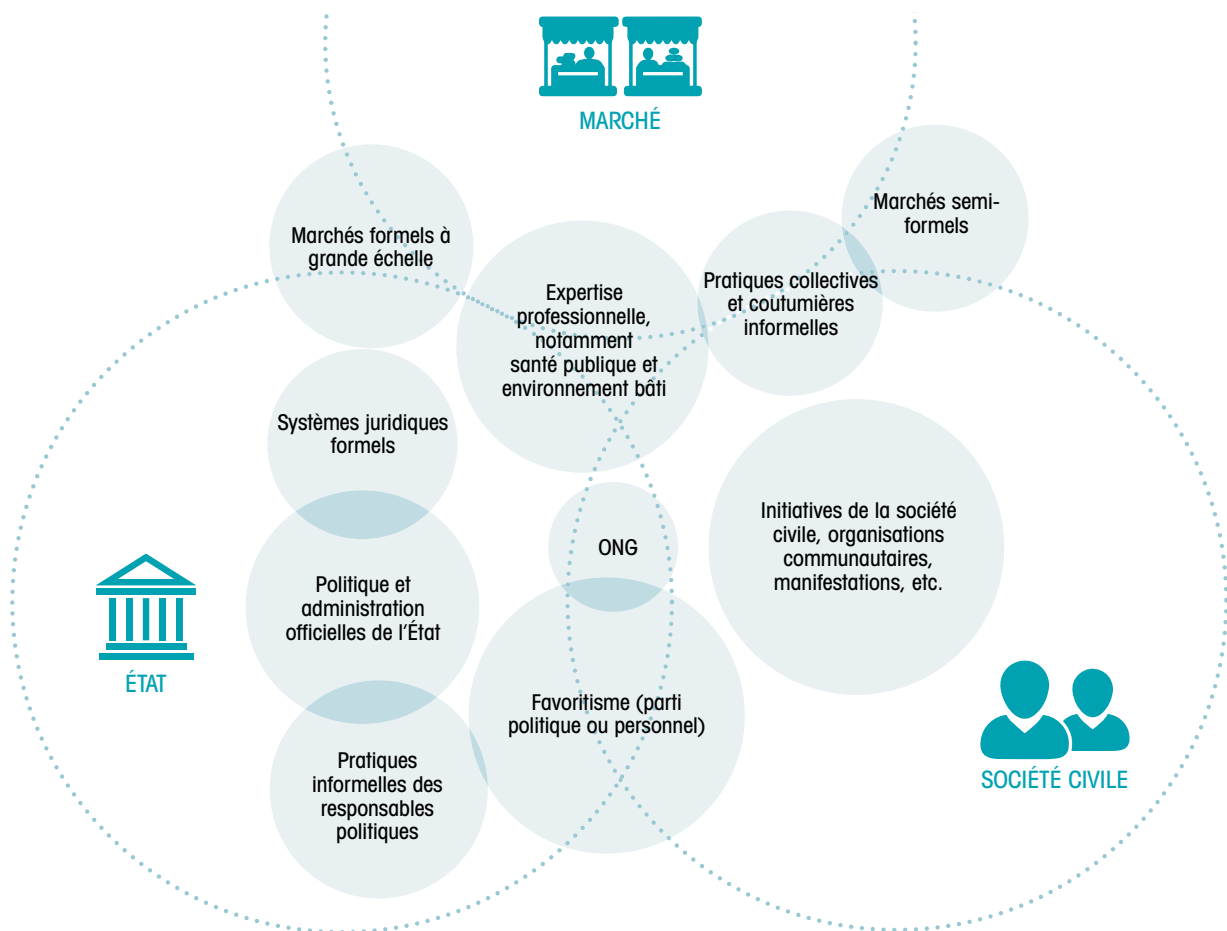 MARCHÉ
Marchés semi-
formels
Marchés formels à
grande échelle
Pratiques collectives
et coutumières
informelles
Expertise
professionnelle,
notamment
santé publique et
environnement bâti
Systèmes juridiques
formels
Initiatives de la société
civile, organisations
communautaires,
manifestations, etc.
ONG
Politique et
administration
officielles de l'État
ÉTAT
Favoritisme (parti
politique ou personnel)
Pratiques
informelles des
responsables
politiques
SOCIÉTÉ CIVILE